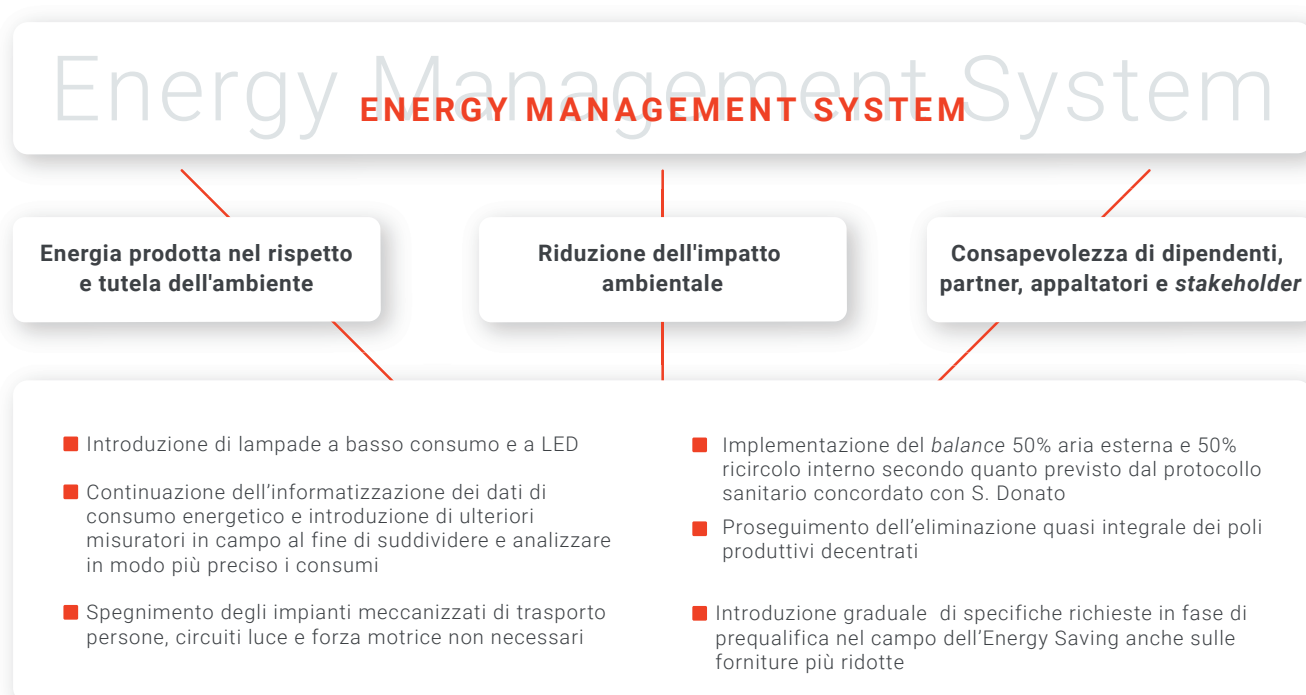 Energy Management System
ENERGY MANAGEMENT SYSTEM
Energia prodotta nel rispetto
e tutela dell'ambiente
Riduzione dell'impatto
ambientale
Consapevolezza di dipendenti,
partner, appaltatori e stakeholder
Introduzione di lampade a basso consumo e a LED
Continuazione dell’informatizzazione dei dati di
consumo energetico e introduzione di ulteriori
misuratori in campo al fine di suddividere e analizzare
in modo più preciso i consumi
Spegnimento degli impianti meccanizzati di trasporto
persone, circuiti luce e forza motrice non necessari
Implementazione del balance 50% aria esterna e 50%
ricircolo interno secondo quanto previsto dal protocollo
sanitario concordato con S. Donato
Proseguimento dell’eliminazione quasi integrale dei poli
produttivi decentrati
Introduzione graduale di specifiche richieste in fase di
prequalifica nel campo dell’Energy Saving anche sulle
forniture più ridotte